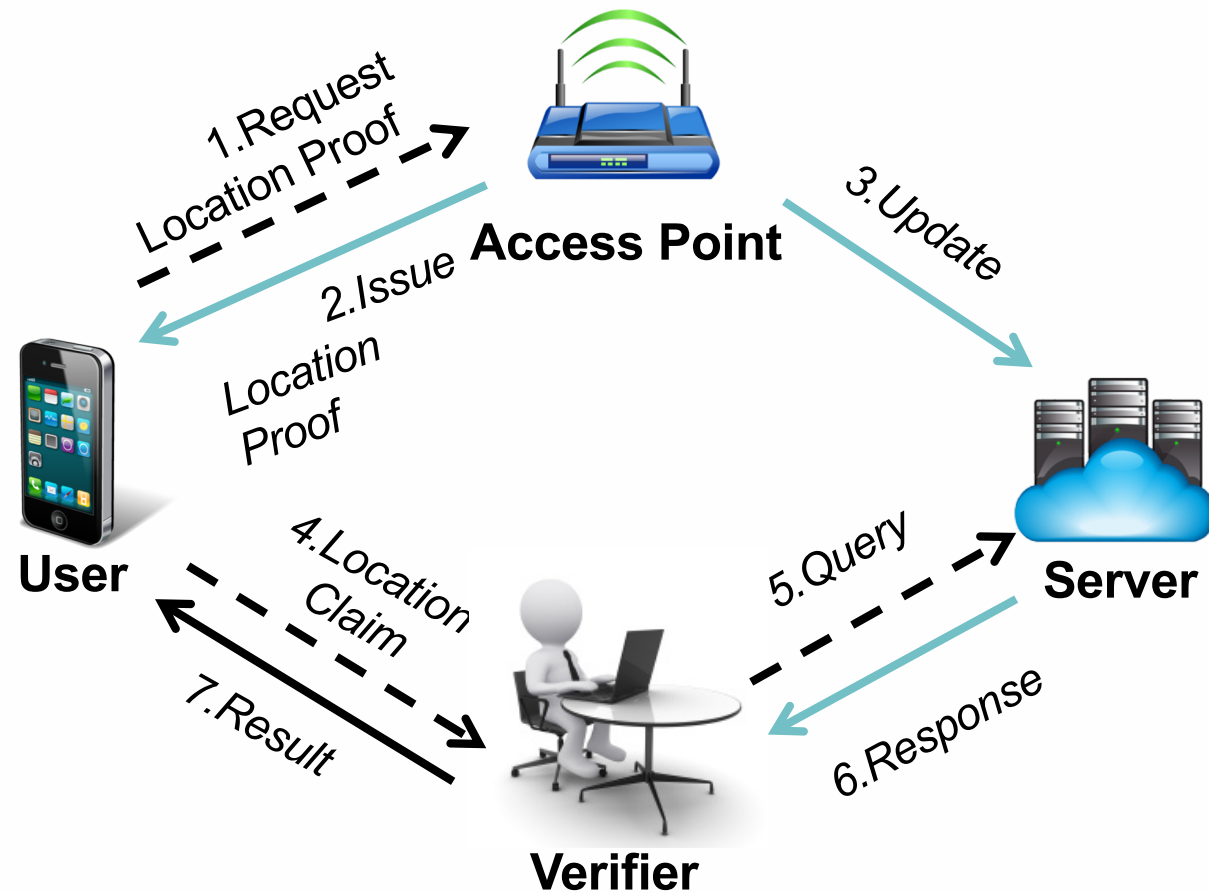 1.Request
Location Proof
Access Point
3.Update
2.Issue
Location
Proof
User
4.Location
Claim
7.Result
5.Query
Server
6.Response
Verifier